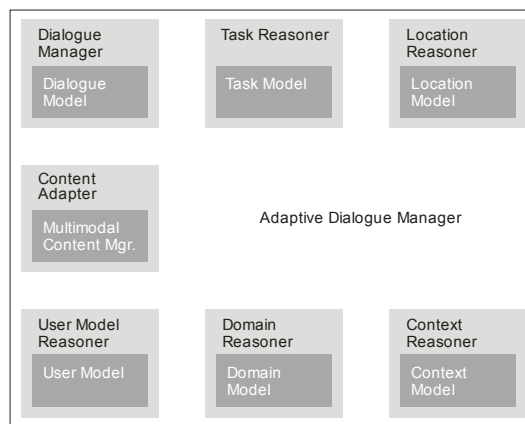 Dialogue
Manager
Dialogue
Model
Task Reasoner
Task Model
Location
Reasoner
Location
Model
Content
Adapter
Multimodal
Content Mgr.
Adaptive Dialogue Manager
User Model
Reasoner
User Model
Domain
Reasoner
Domain
Model
Context
Reasoner
Context
Model